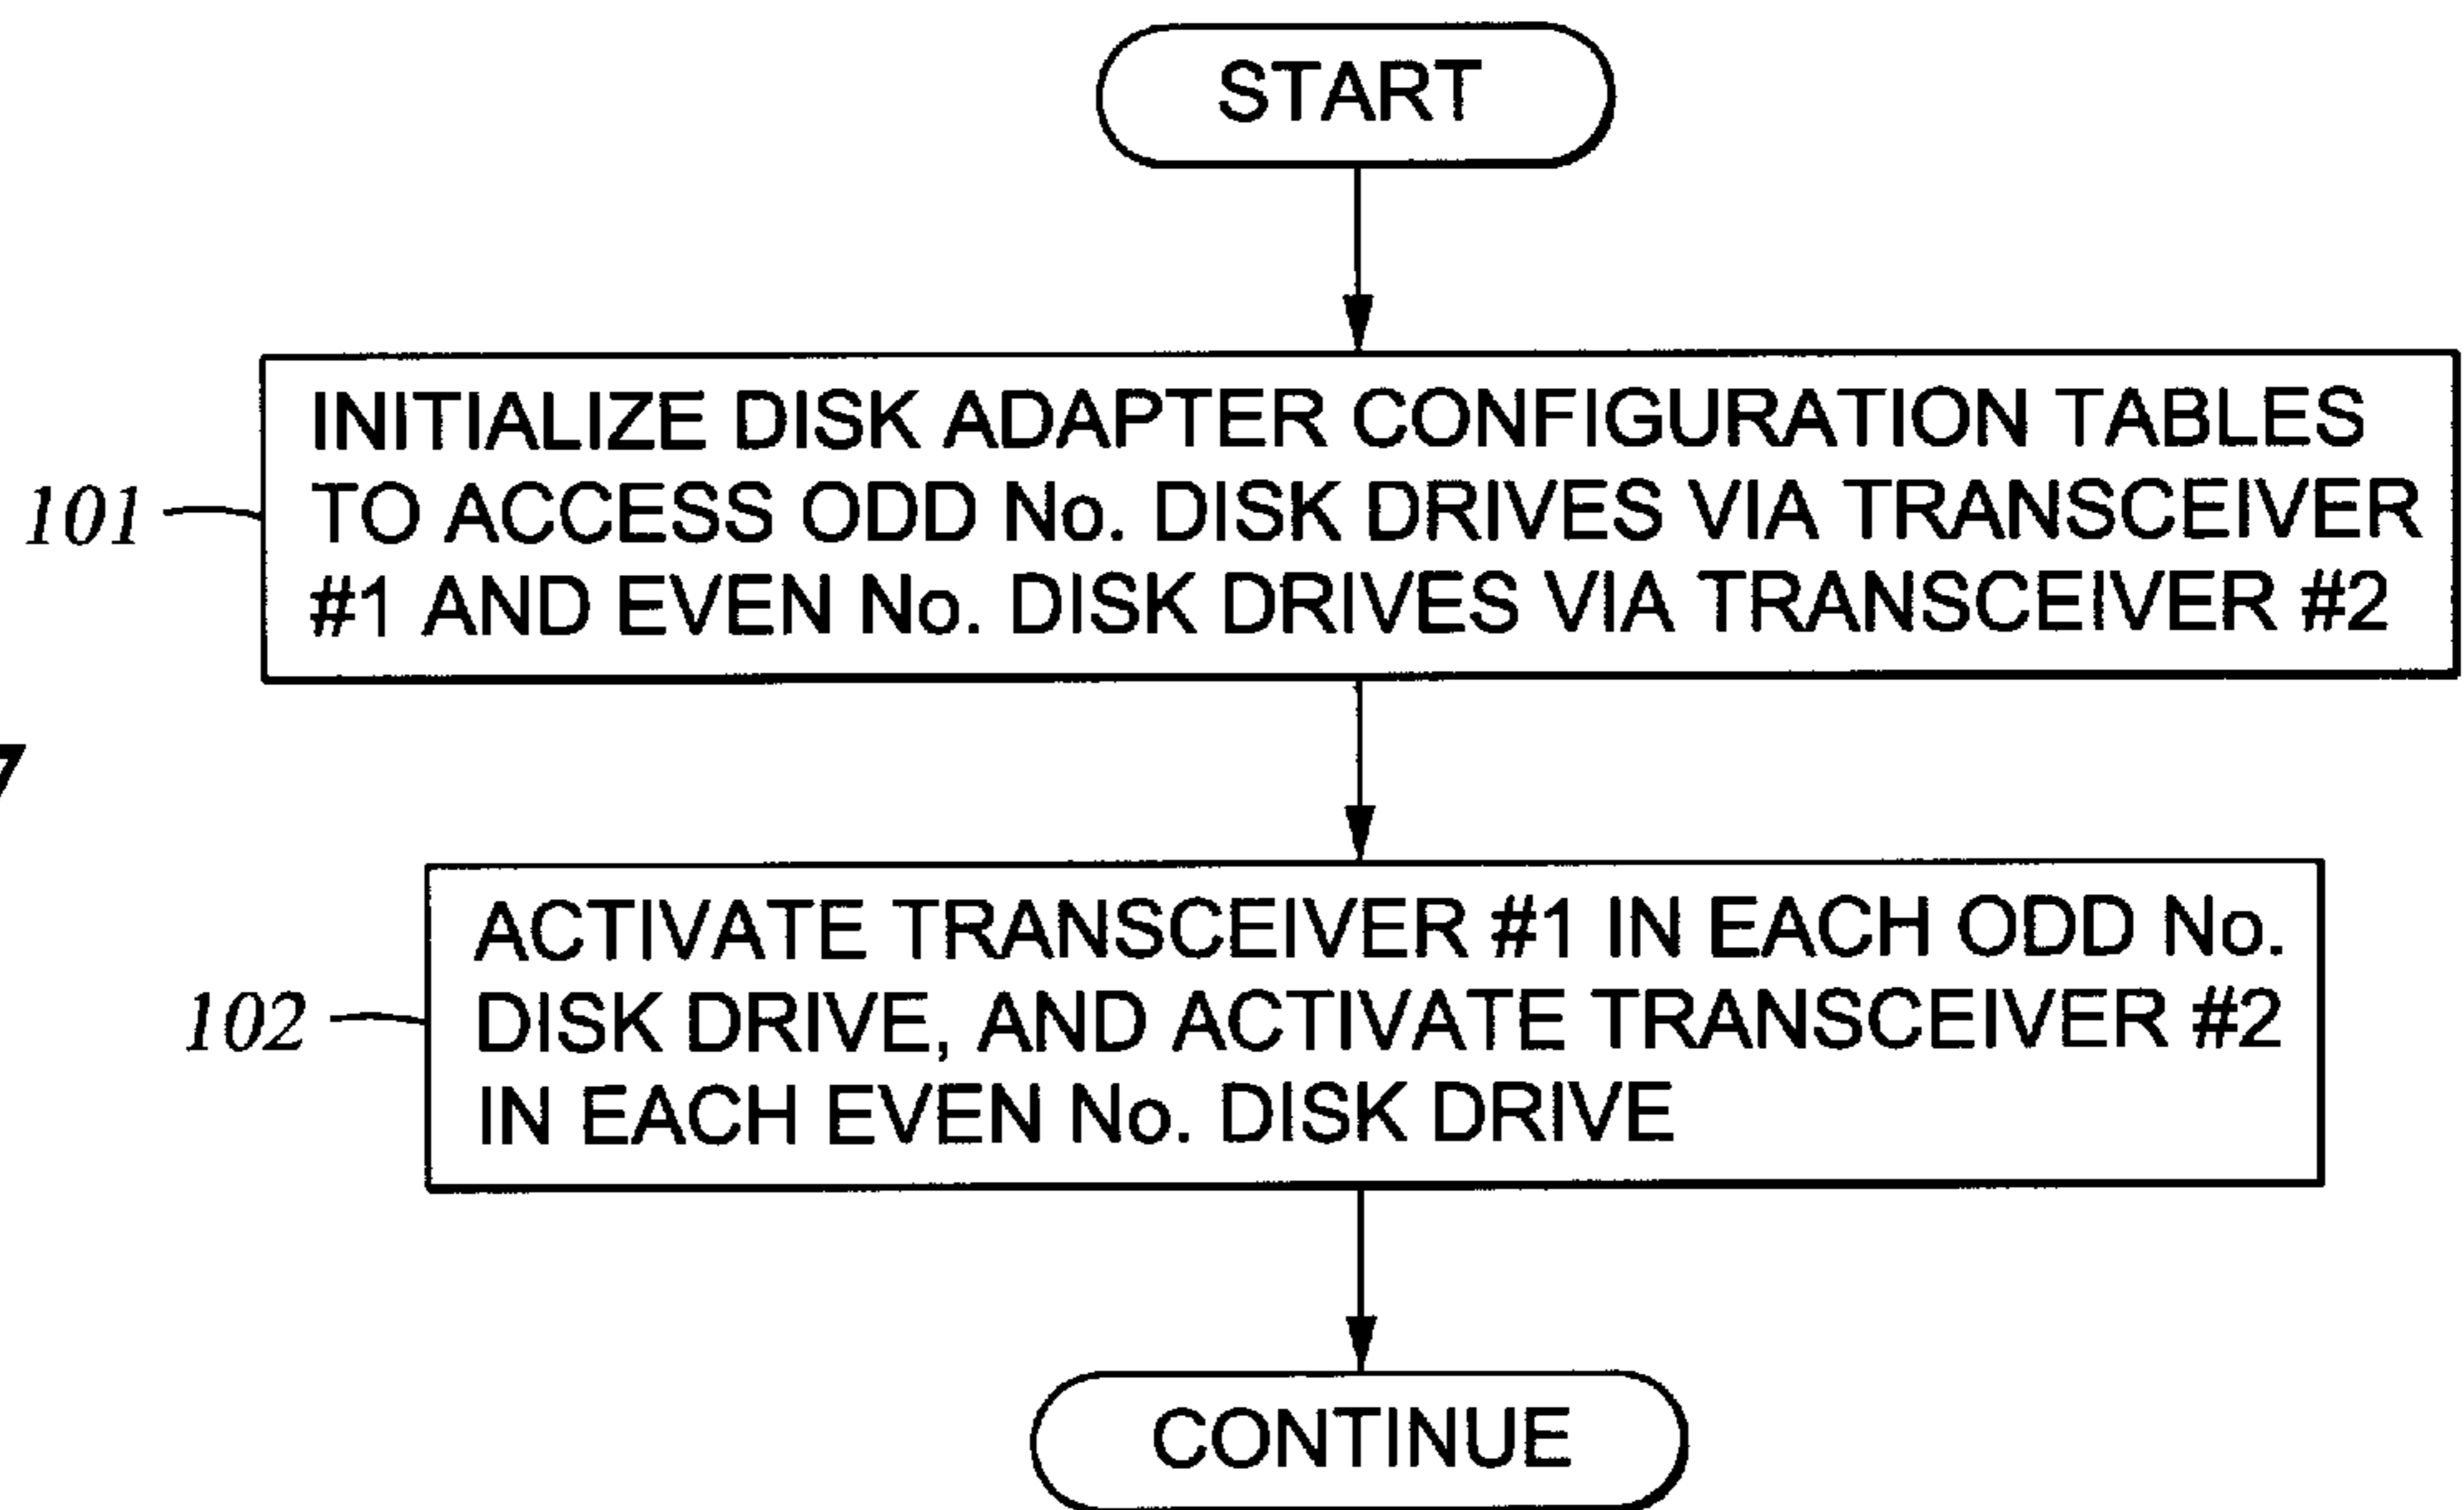 START
INITIALIZE DISK ADAPTER CONFIGURATION TABLES
101 TO ACCESS ODD No. DISK DRIVES VIA TRANSCEIVER
#1 AND EVEN No. DISK DRIVES VIA TRANSCEIVER #2
7
ACTIVATE TRANSCEIVER #1 IN EACH ODD No.
102 DISK DRIVE, AND ACTIVATE TRANSCEIVER #2
IN EACH EVEN No. DISK DRIVE
CONTINUE